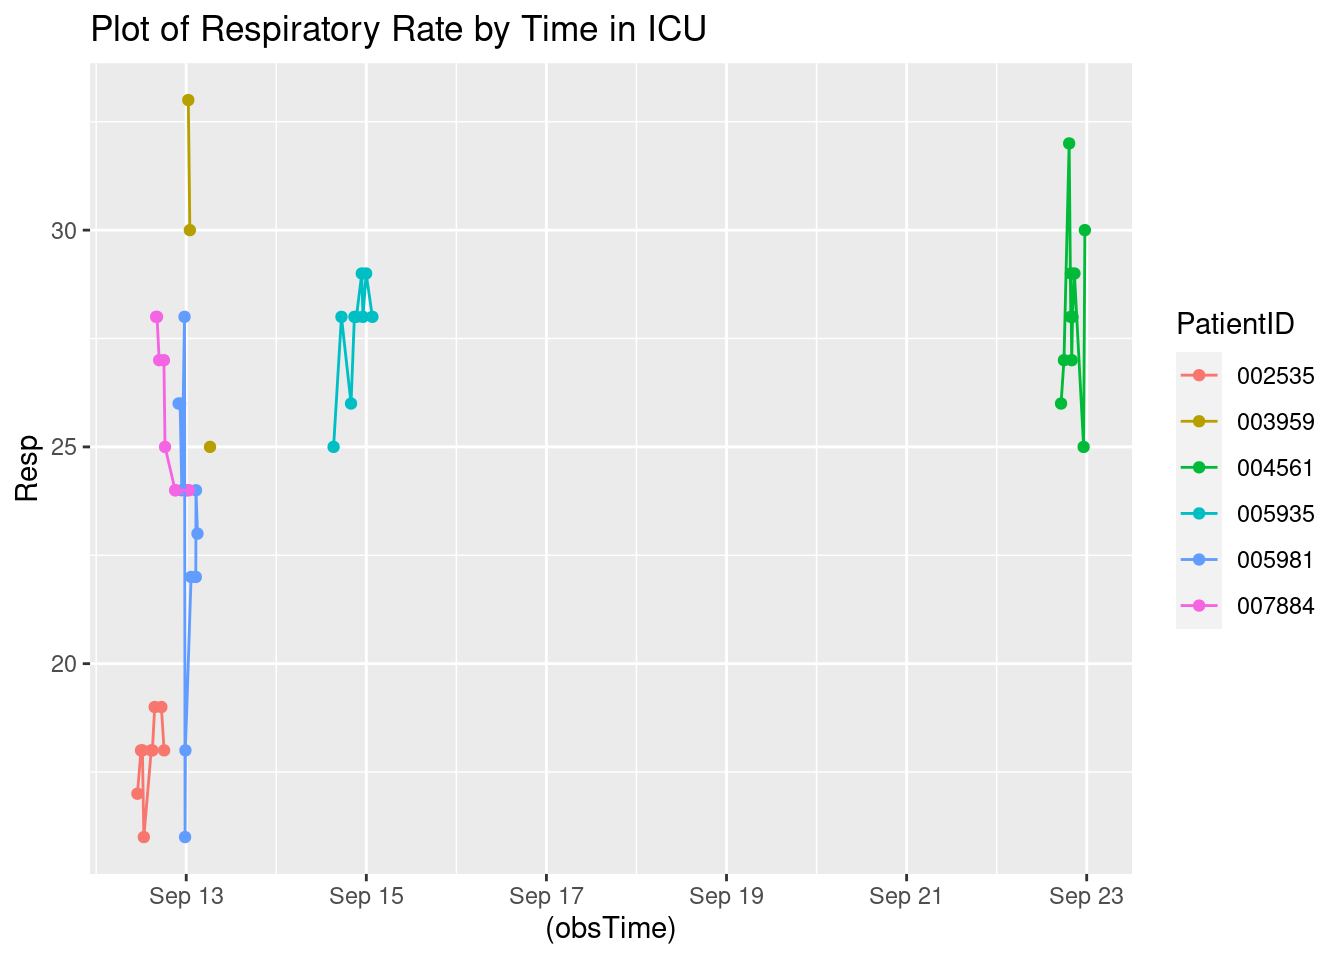 Plot of Respiratory Rate by Time in ICU
30
25
20
Resp
Sep 13 Sep 15 Sep 17 Sep 19 Sep 21 Sep 23
(obsTime)
PatientID
002535
003959
004561
005935
005981
007884